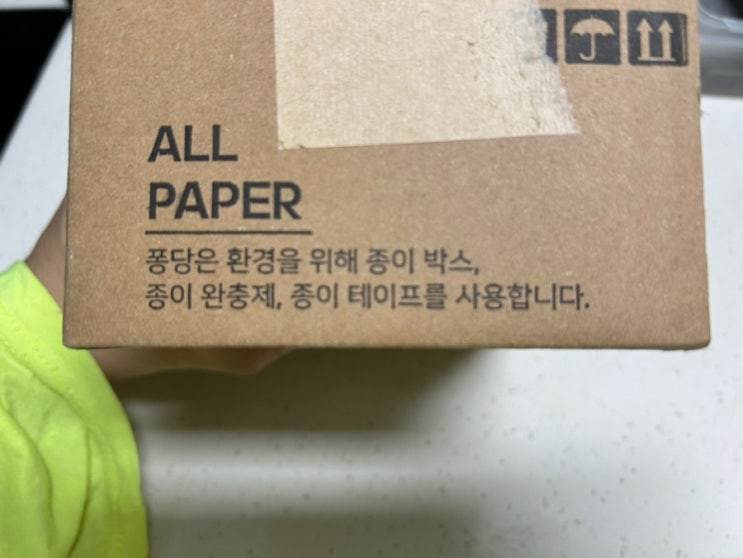 ALL
PAPER
퐁당은 환경을 위해 종이 박스,
종이 완충제, 종이 테이프를 사용합니다.